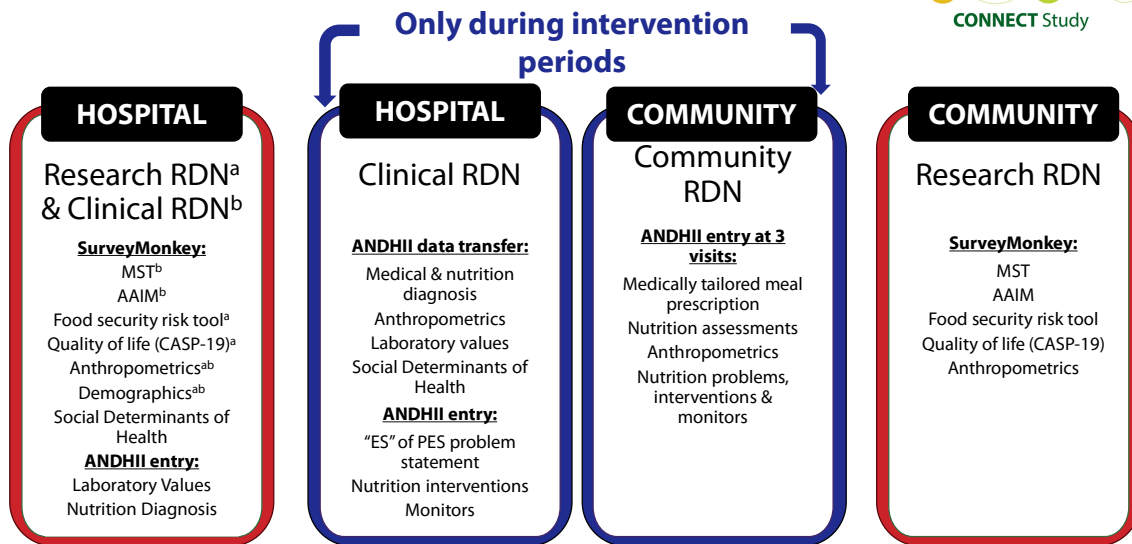 CONNECT Study
Only during intervention
periods
HOSPITAL
Research RDNᵃ
& Clinical RDNᵇ
SurveyMonkey:
MSTᵇ
AAIMᵇ
Food security risk toolᵃ
Quality of life (CASP-19)ᵃ
Anthropometricsᵃᵇ
Demographicsᵃᵇ
Social Determinants of
Health
ANDHII entry:
Laboratory Values
Nutrition Diagnosis
HOSPITAL
Clinical RDN
ANDHII data transfer:
Medical & nutrition
diagnosis
Anthropometrics
Laboratory values
Social Determinants of
Health
ANDHII entry:
“ES” of PES problem
statement
Nutrition interventions
Monitors
COMMUNITY
Community
RDN
ANDHII entry at 3
visits:
Medically tailored meal
prescription
Nutrition assessments
Anthropometrics
Nutrition problems,
interventions &
monitors
COMMUNITY
Research RDN
SurveyMonkey:
MST
AAIM
Food security risk tool
Quality of life (CASP-19)
Anthropometrics